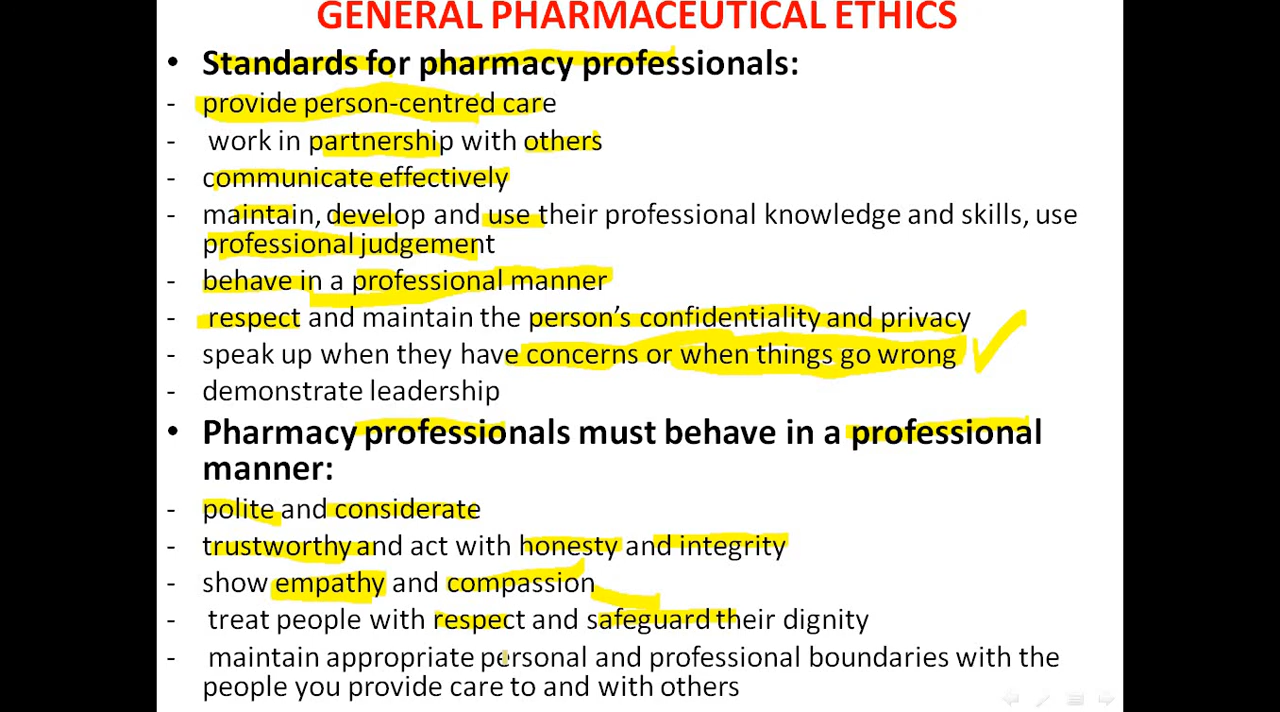 GENERAL PHARMACEUTICAL ETHICS
• Standards for pharmacy professionals:
- provide person-centred care
- work in partnership with others
- communicate effectively
- maintain, develop and use their professional knowledge and skills, use
professional judgement
- behave in a professional manner
- respect and maintain the person's confidentiality and privacy
- speak up when they have concerns or when things go wrong
- demonstrate leadership
• Pharmacy professionals must behave in a professional
manner:
- polite and considerate
- trustworthy and act with honesty and integrity
- show empathy and compassion
- treat people with respect and safeguard their dignity
- maintain appropriate personal and professional boundaries with the
people you provide care to and with others